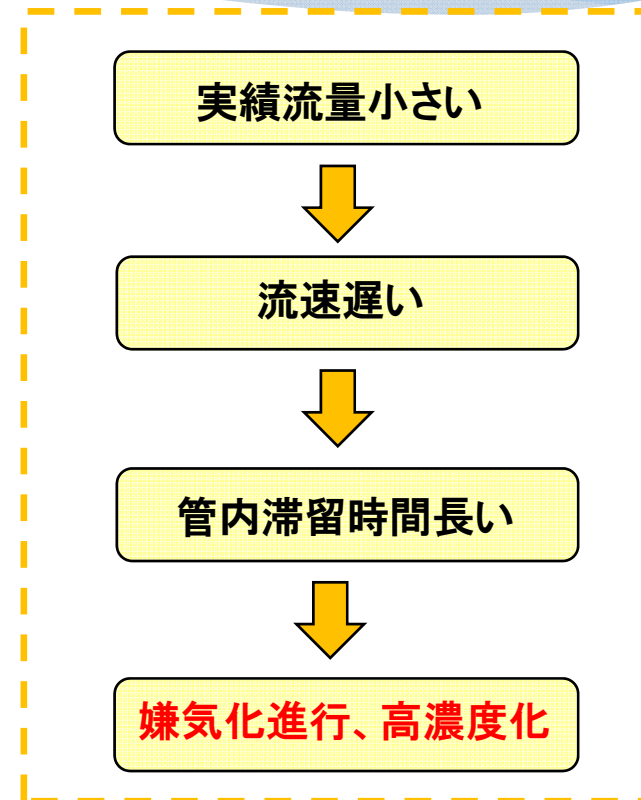 実績流量小さい
流速遅い
管内滞留時間長い
嫌気化進行、高濃度化